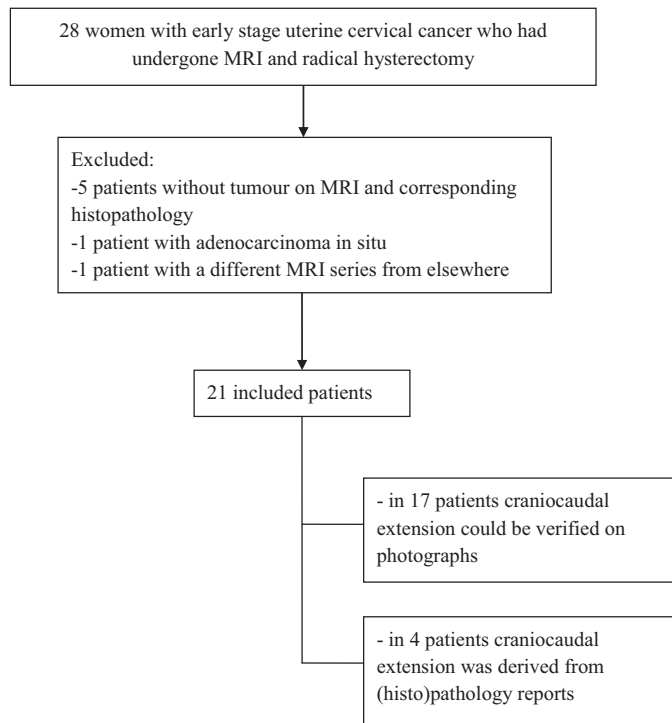 28 women with early stage uterine cervical cancer who had
undergone MRI and radical hysterectomy
Excluded:
-5 patients without tumour on MRI and corresponding
histopathology
-1 patient with adenocarcinoma in situ
-1 patient with a different MRI series from elsewhere
21 included patients
- in 17 patients craniocaudal
extension could be verified on
photographs
- in 4 patients craniocaudal
extension was derived from
(histo)pathology reports